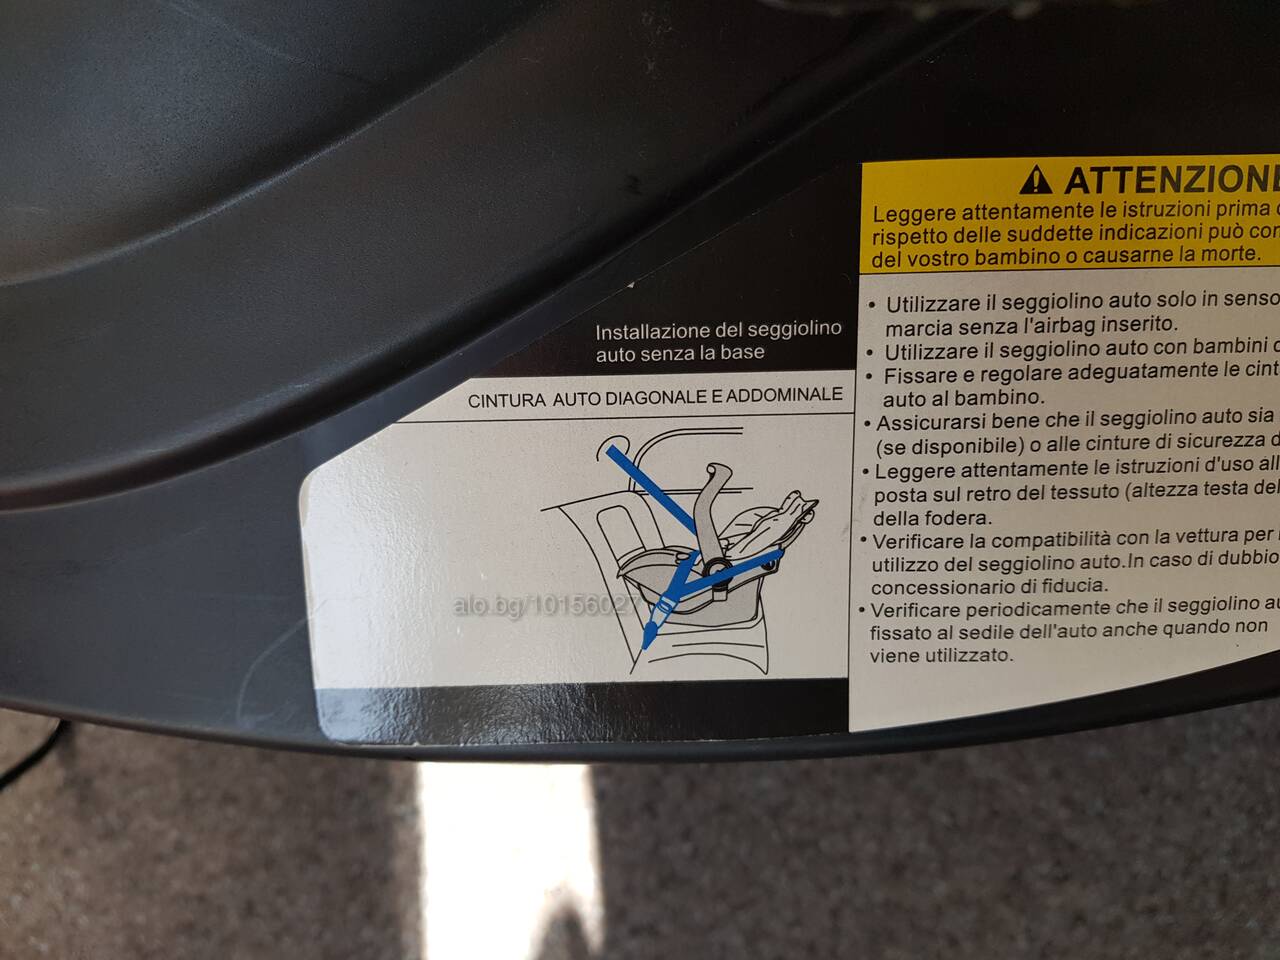 Installazione del seggiolino
auto senza la base
CINTURA AUTO DIAGONALE E ADDOMINALE
alo.bg/10156027
ATTENZIONE
Leggere attentamente le istruzioni prima
rispetto delle suddette indicazioni può
del vostro bambino o causarne la morte.
• Utilizzare il seggiolino auto solo in senso
marcia senza l'airbag inserito.
• Utilizzare il seggiolino auto con bambini
• Fissare e regolare adeguatamente le
auto al bambino.
• Assicurarsi bene che il seggiolino auto sia
(se disponibile) o alle cinture di sicurezza
• Leggere attentamente le istruzioni d'uso
posta sul retro del tessuto (altezza testa
della fodera.
• Verificare la compatibilità con la vettura per
utilizzo del seggiolino auto.In caso di dubbio
concessionario di fiducia.
• Verificare periodicamente che il seggiolino
fissato al sedile dell'auto anche quando non
viene utilizzato.